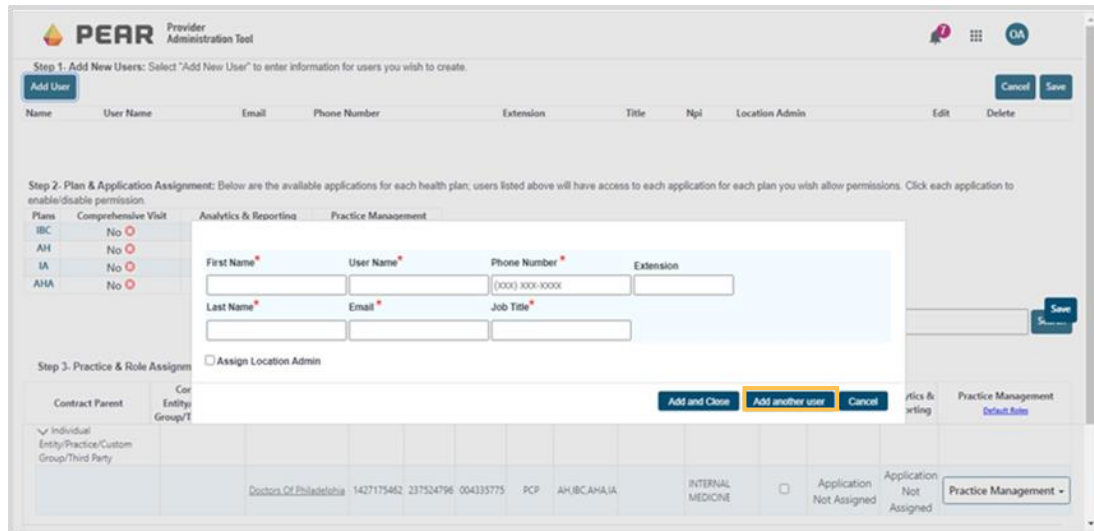 PEAR Provider
Administration Tool
7
OA
Step 1- Add New Users: Select "Add New User" to enter information for users you wish to create.
Add User
Cancel Save
Name User Name Email Phone Number Extension Title Npi Location Admin Edit Delete
Step 2- Plan & Application Assignment: Below are the available applications for each health plan; users listed above will have access to each application for each plan you wish allow permissions. Click each application to
enable/disable permission.
Plans Comprehensive Visit Analytics & Reporting Practice Management
IBC No
AH No
IA No
AHA No
First Name* User Name* Phone Number * Extension
(XXX) XXX-XXXX
Last Name* Email * Job Title*
Save
Assign Location Admin
Step 3- Practice & Role
Add and Close Add another user Cancel
Contract Parent
Practice Management
Default Roles
Individual
Entity/Practice/Custom
Group/Third Party
Doctors Of Philadelphia 1427175462 237524796 004335775 PCP AH,IBC,AHA,IA INTERNAL
MEDICINE Application
Not Assigned Application
Not
Assigned Practice Management